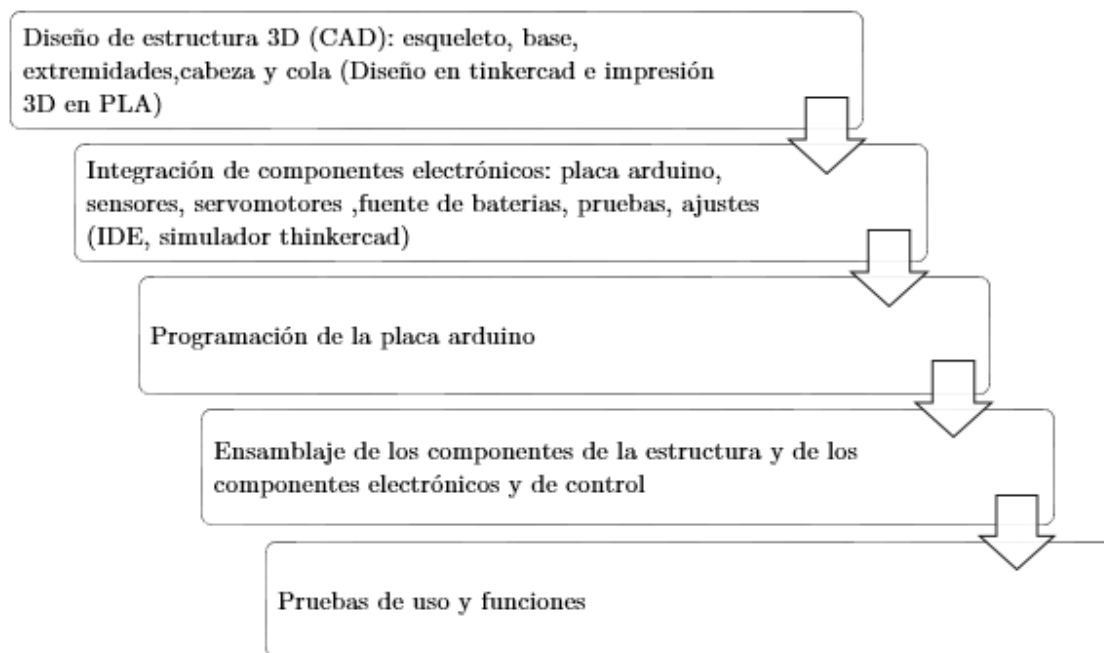 Diseño de estructura 3D (CAD): esqueleto, base,
extremidades,cabeza y cola (Diseño en tinkercad e impresión
3D en PLA)
Integración de componentes electrónicos: placa arduino,
sensores, servomotores ,fuente de baterias, pruebas, ajustes
(IDE, simulador thinkercad)
Programación de la placa arduino
Ensamblaje de los componentes de la estructura y de los
componentes electrónicos y de control
Pruebas de uso y funciones